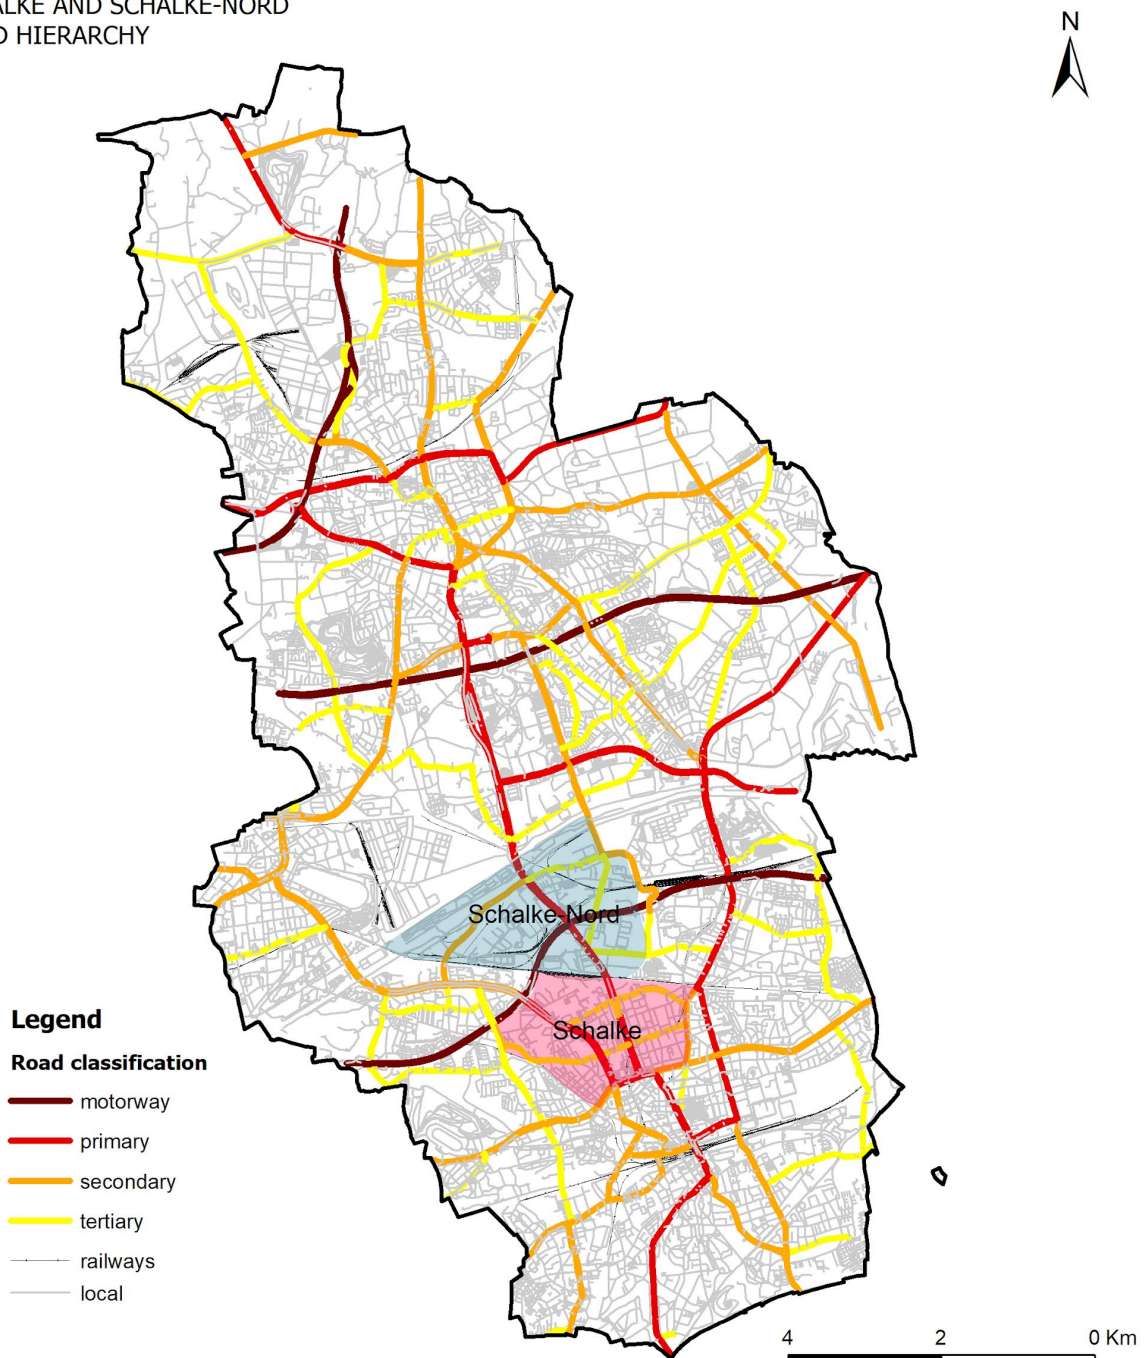 AND SCHALKE-NORD
HIERARCHY
N
Schalke-Nord
Schalke
Legend
Road classification
motorway
primary
secondary
tertiary
railways
local
4 2 0 Km